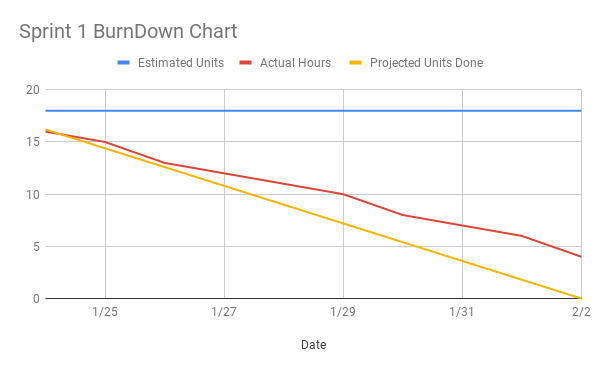 Sprint 1 BurnDown Chart
Estimated Units Actual Hours Projected Units Done
20
15
10
5
0
1/25 1/27 1/29 1/31 2/2
Date